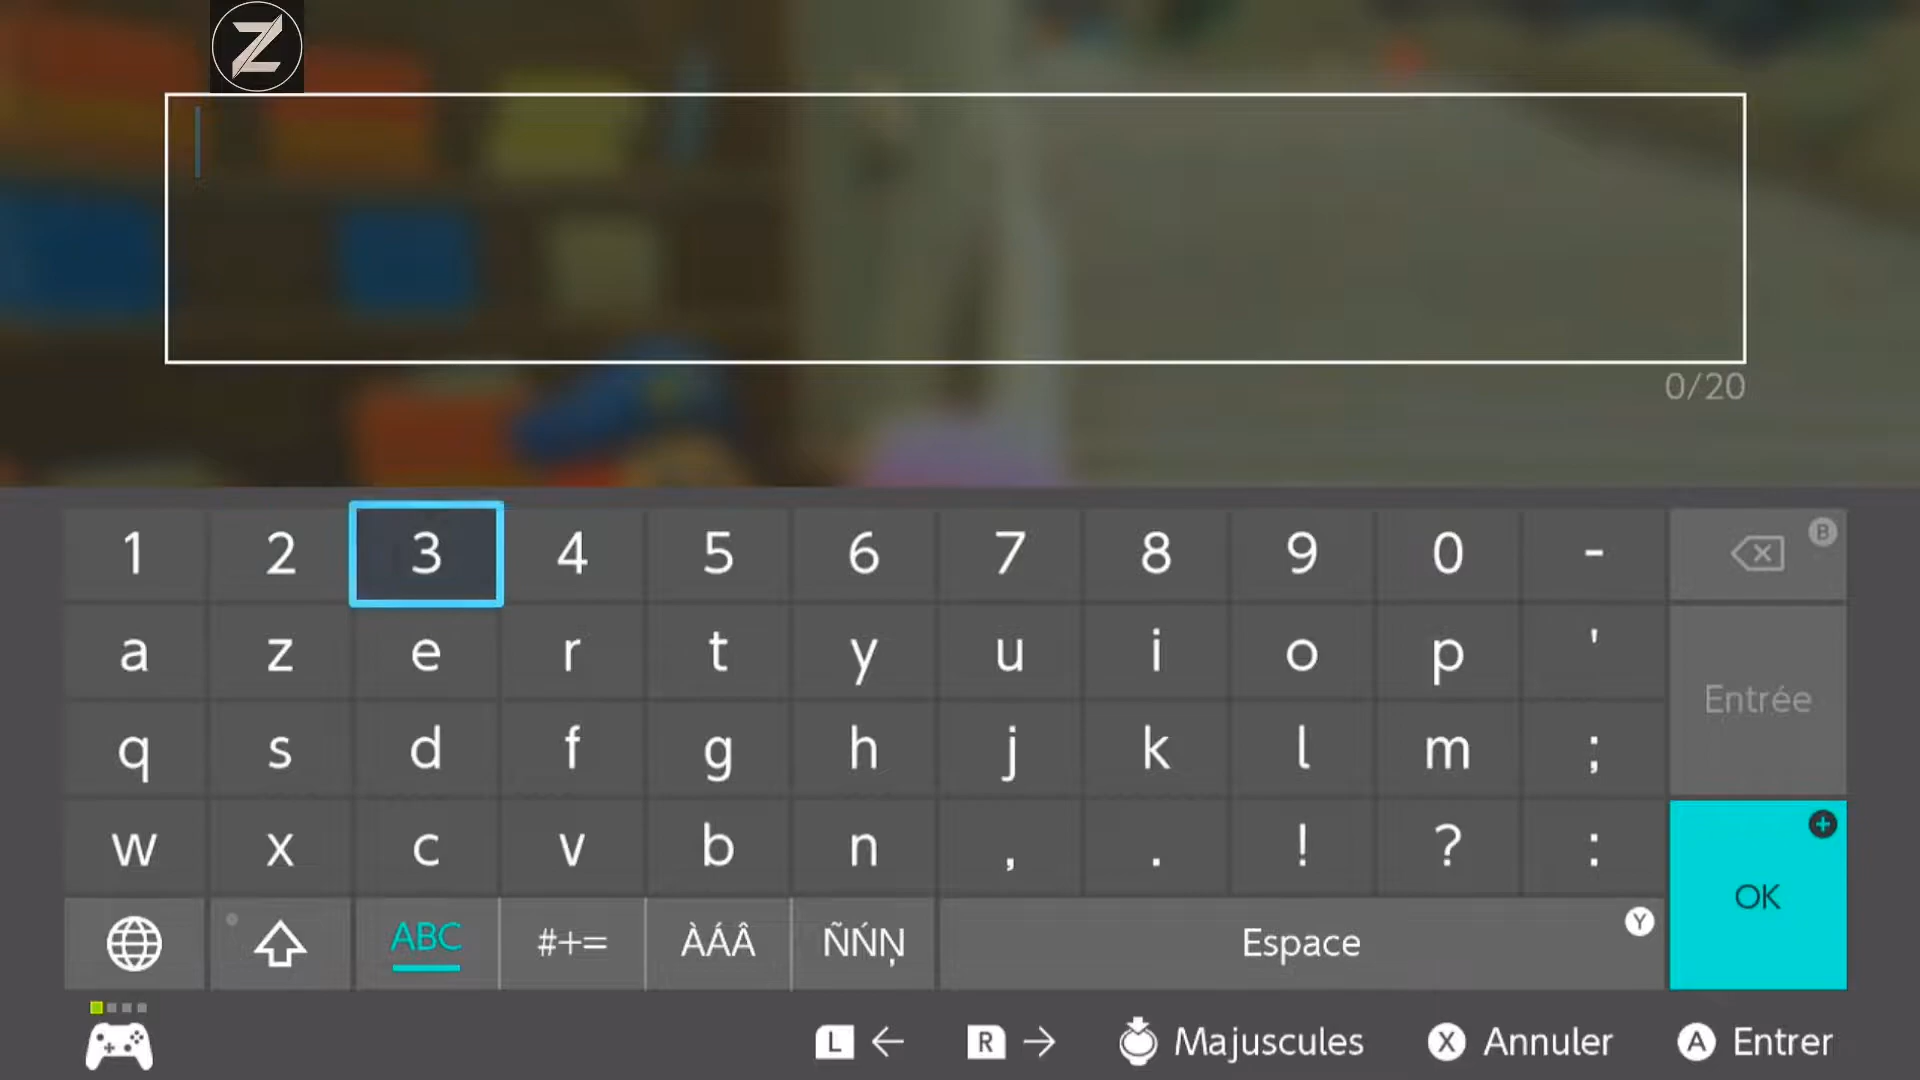 Z
0/20
1 2 3 4 5 6 7 8 9 0 - B
a z e r t y u i o p ' Entrée
q s d f g h j k l m ;
w x c v b n , . ! ? : + OK
ABC #+= ÀÁÂ ÑŃŅ Espace Y
L ← R → Majuscules X Annuler A Entrer